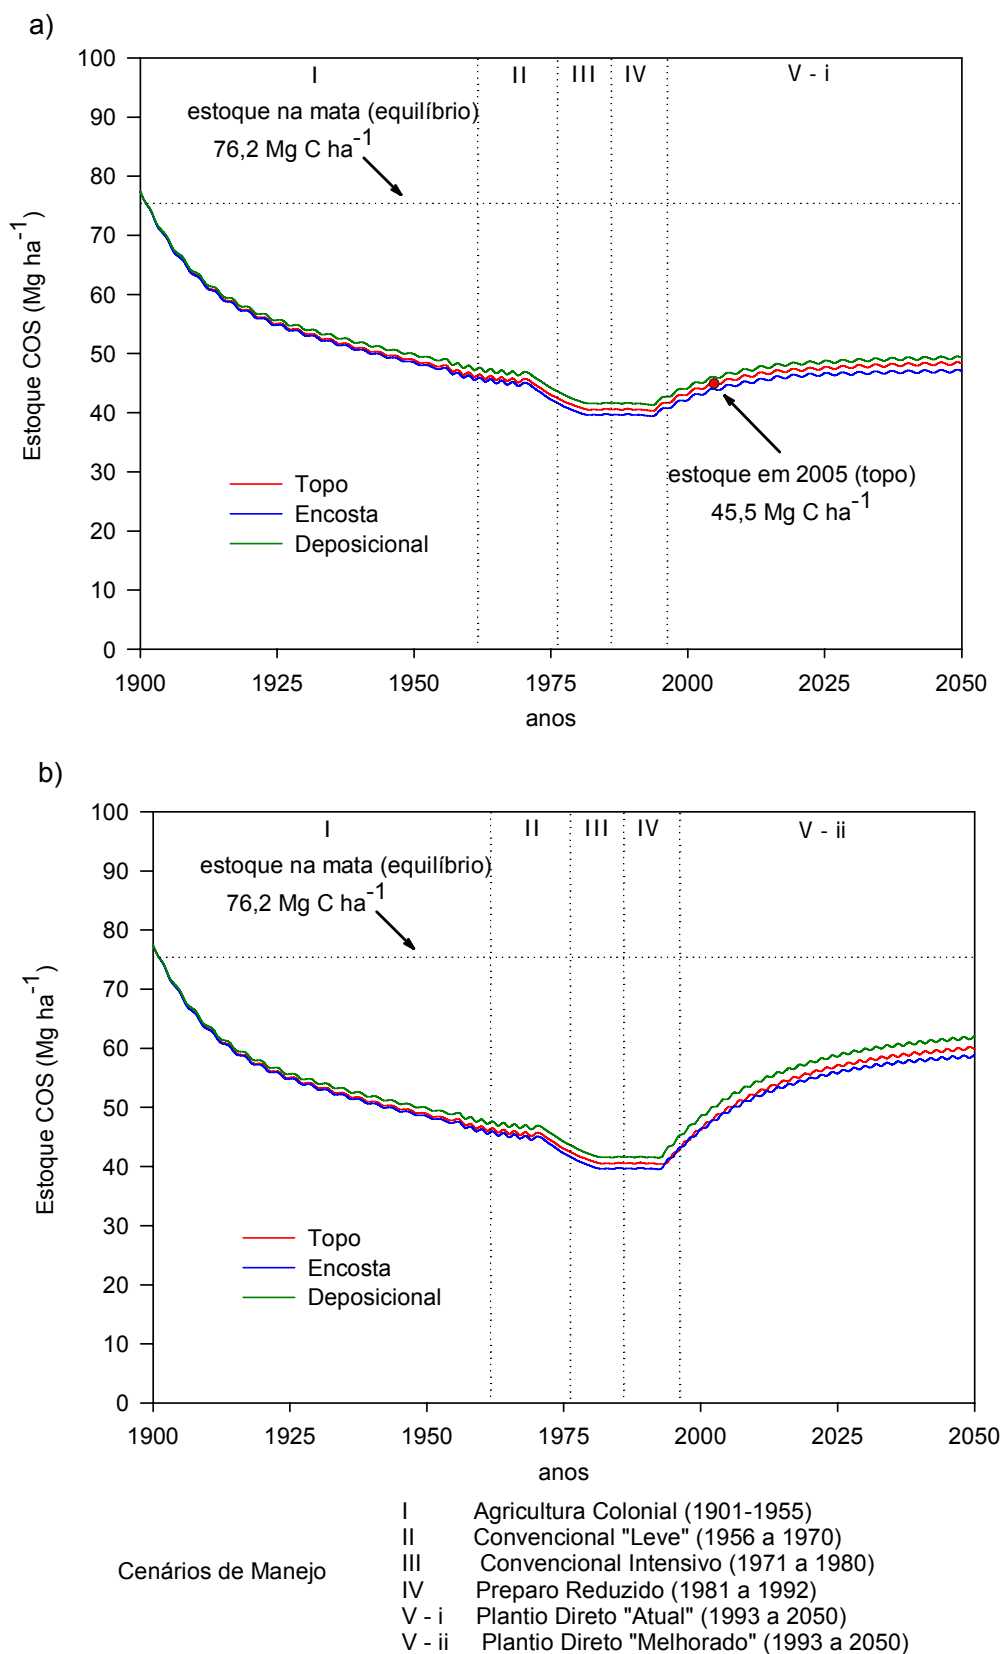 a)
100
90
80
70
60
50
40
30
20
10
0
Estoque COS (Mg ha⁻¹)
I II III IV V - i
estoque na mata (equilíbrio)
76,2 Mg C ha⁻¹
estoque em 2005 (topo)
45,5 Mg C ha⁻¹
Topo
Encosta
Deposicional
1900 1925 1950 1975 2000 2025 2050
anos
b)
100
90
80
70
60
50
40
30
20
10
0
Estoque COS (Mg ha⁻¹)
I II III IV V - ii
estoque na mata (equilíbrio)
76,2 Mg C ha⁻¹
Topo
Encosta
Deposicional
1900 1925 1950 1975 2000 2025 2050
anos
Cenários de Manejo
I Agricultura Colonial (1901-1955)
II Convencional "Leve" (1956 a 1970)
III Convencional Intensivo (1971 a 1980)
IV Preparo Reduzido (1981 a 1992)
V - i Plantio Direto "Atual" (1993 a 2050)
V - ii Plantio Direto "Melhorado" (1993 a 2050)